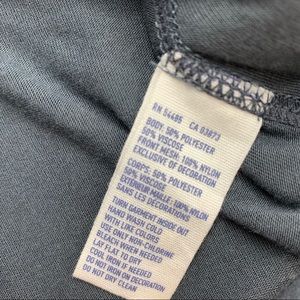 RN 54485 CA 03873
BODY: 50% POLYESTER
50% VISCOSE
FRONT MESH: 100% NYLON
EXCLUSIVE OF DECORATION
CORPS: 50% POLYESTER
50% VISCOSE
EXTERIEUR MAILLE: 100% NYLON
SANS LES DECORATIONS
TURN GARMENT INSIDE OUT
HAND WASH COLD
WITH LIKE COLORS
USE ONLY NON-CHLORINE
BLEACH WHEN NEEDED
LAY FLAT TO DRY
COOL IRON IF NEEDED
DO NOT IRON DECORATION
DO NOT DRY CLEAN